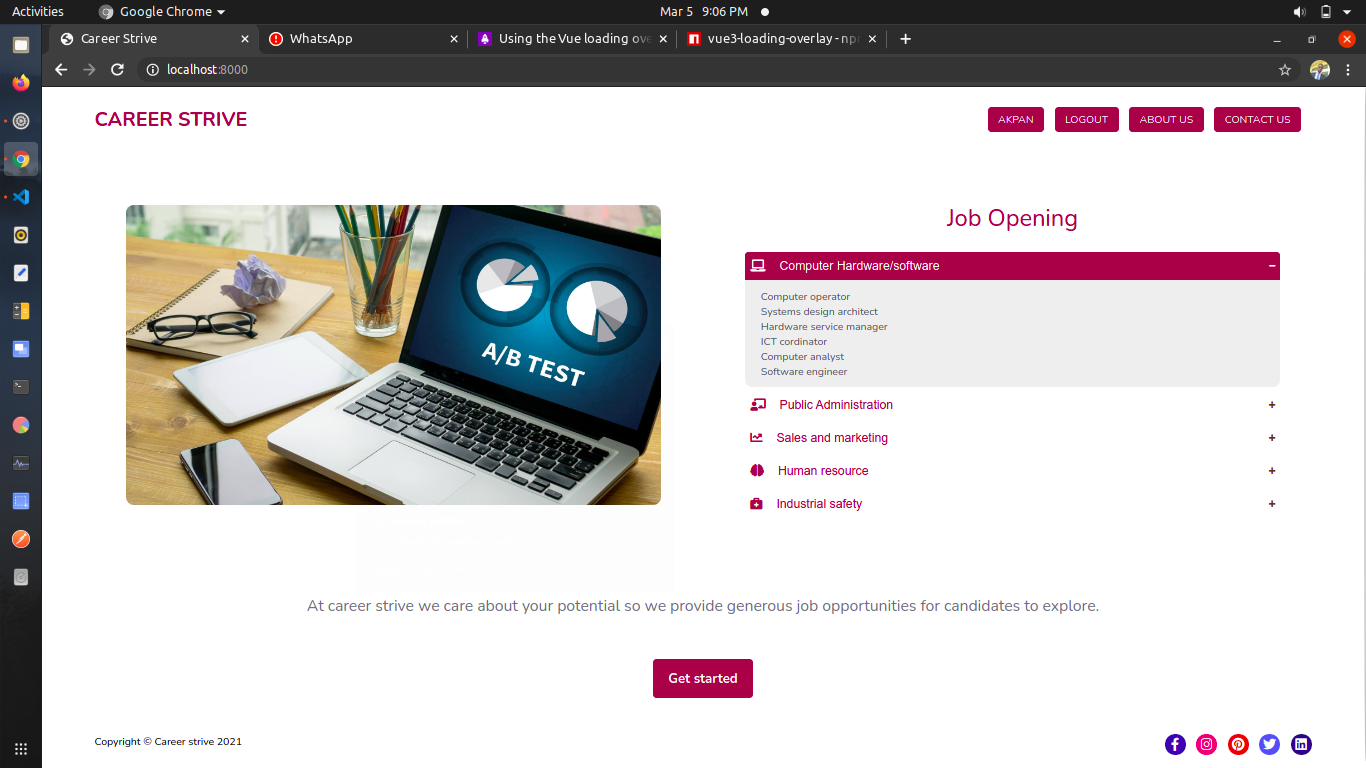 Activities
Google Chrome
Mar 5 9:06 PM
Career Strive
WhatsApp
Using the Vue loading ove
vue3-loading-overlay - npm
localhost:8000
CAREER STRIVE
AKPAN
LOGOUT
ABOUT US
CONTACT US
A/B TEST
Job Opening
Computer Hardware/software −
Computer operator
Systems design architect
Hardware service manager
ICT cordinator
Computer analyst
Software engineer
Public Administration +
Sales and marketing +
Human resource +
Industrial safety +
At career strive we care about your potential so we provide generous job opportunities for candidates to explore.
Get started
Copyright © Career strive 2021